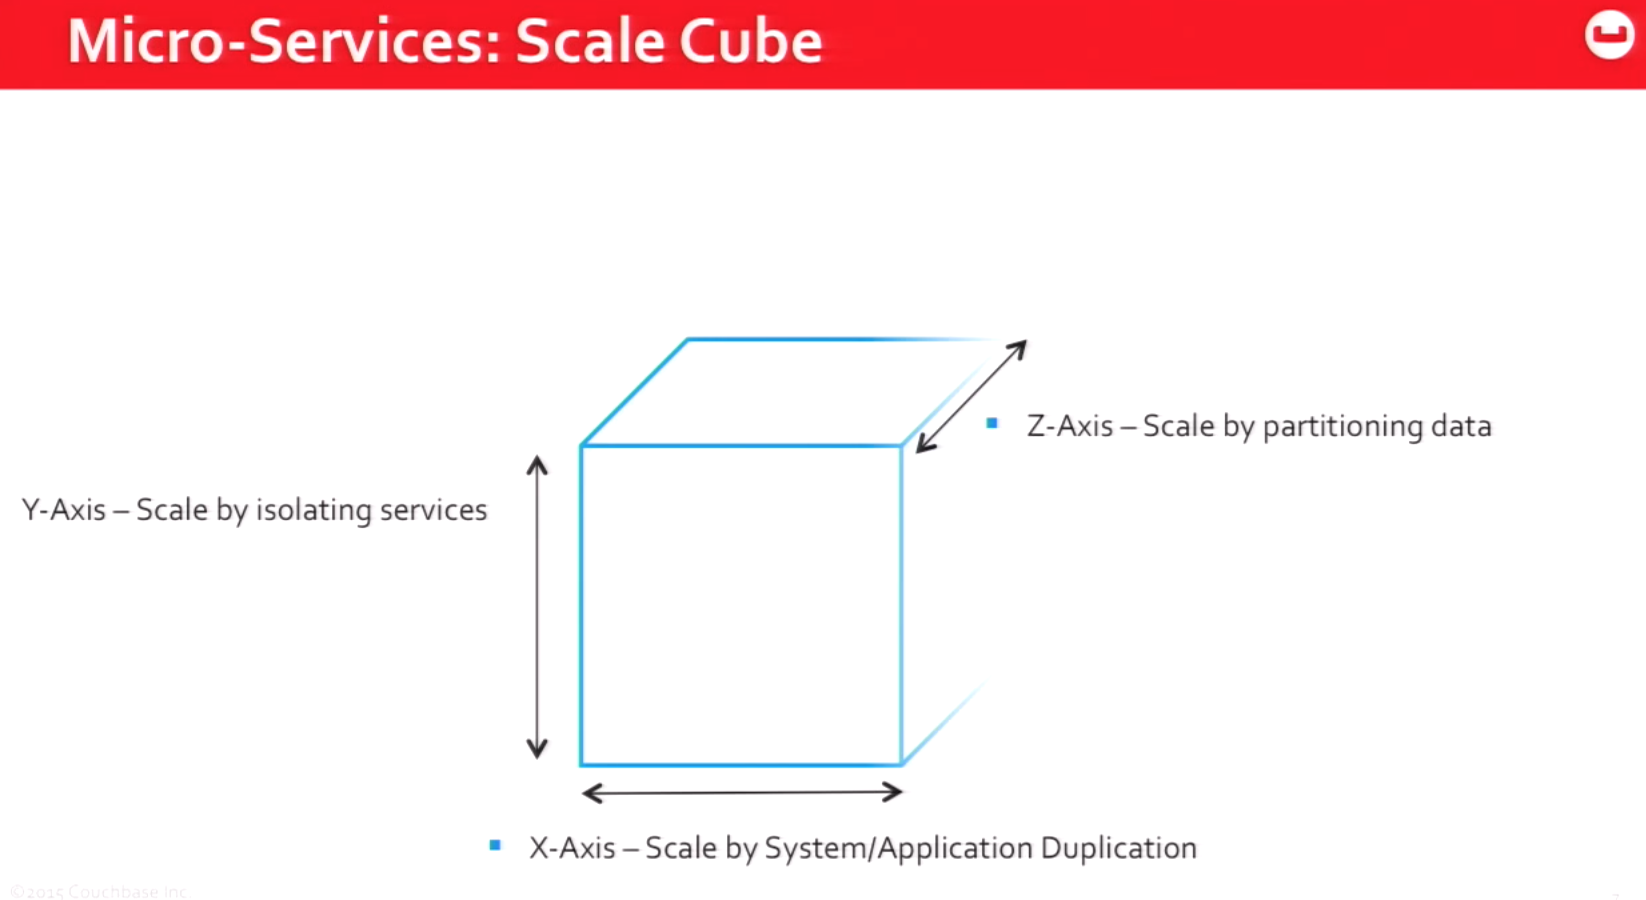 Micro-Services: Scale Cube
Z-Axis – Scale by partitioning data
Y-Axis – Scale by isolating services
X-Axis – Scale by System/Application Duplication
©2015 Couchbase Inc